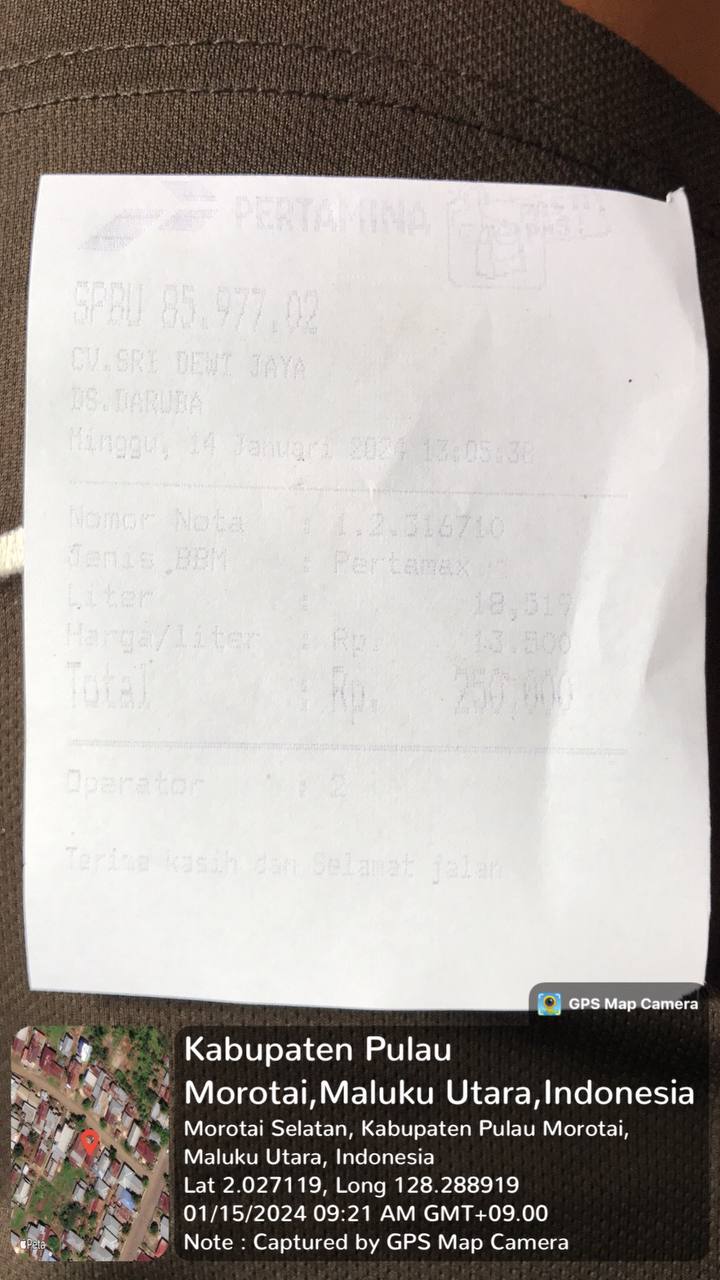 PERTAMINA
SPBU 85.977.02
CV.SRI DEWI JAYA
DS.DARUBA
Minggu, 14 Januari 2024 13:05:38
Nomor Nota : 1.2.316710
Jenis BBM : Pertamax
Liter : 18,519
Harga/liter : Rp. 13.500
Total : Rp. 250,000
Operator : 2
Terima kasih dan Selamat jalan
GPS Map Camera
Kabupaten Pulau
Morotai,Maluku Utara,Indonesia
Morotai Selatan, Kabupaten Pulau Morotai,
Maluku Utara, Indonesia
Lat 2.027119, Long 128.288919
01/15/2024 09:21 AM GMT+09.00
Note : Captured by GPS Map Camera
Peta